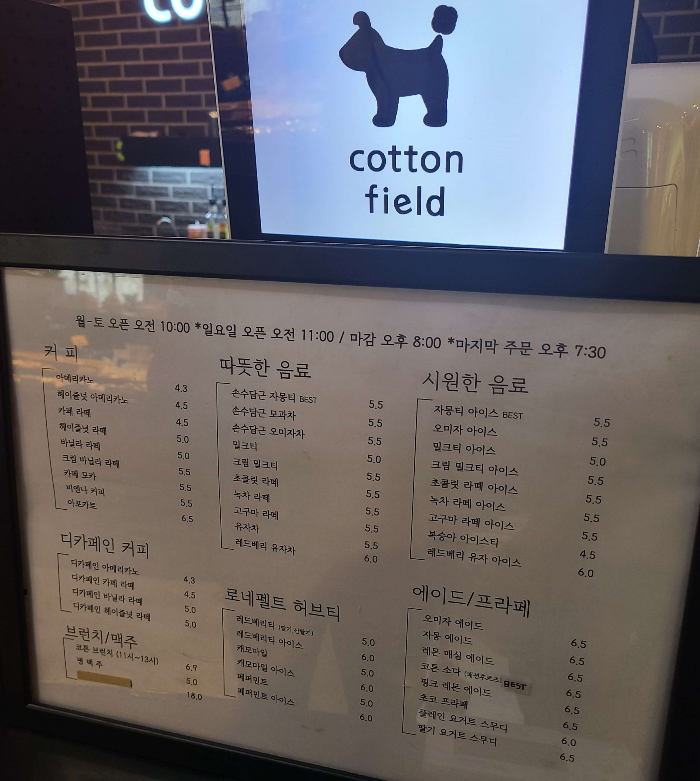 co
cotton
field
월-토 오픈 오전 10:00 *일요일 오픈 오전 11:00 / 마감 오후 8:00 *마지막 주문 오후 7:30
커 피
아메리카노 4.3
헤이즐넛 아메리카노 4.5
카페 라떼 4.5
헤이즐넛 라떼 5.0
바닐라 라떼 5.0
크림 바닐라 라떼 5.5
카페 모카 5.5
비엔나 커피 5.5
아포카토 6.5
디카페인 커피
디카페인 아메리카노 4.3
디카페인 카페 라떼 4.5
디카페인 바닐라 라떼 5.0
디카페인 헤이즐넛 라떼 5.0
브런치/맥주
코튼 브런치 (11시~13시) 6.9
병 맥 주 5.0
18.0
따뜻한 음료
손수담근 자몽티 BEST 5.5
손수담근 모과차 5.5
손수담근 오미자차 5.5
밀크티 5.0
크림 밀크티 5.5
초콜릿 라떼 5.5
녹차 라떼 5.5
고구마 라떼 5.5
유자차 5.5
레드베리 유자차 6.0
로네펠트 허브티
레드베리티 5.0
레드베리티 아이스 6.0
캐모마일 5.0
캐모마일 아이스 6.0
페퍼민트 5.0
페퍼민트 아이스 6.0
시원한 음료
자몽티 아이스 BEST 5.5
오미자 아이스 5.5
밀크티 아이스 5.0
크림 밀크티 아이스 5.5
초콜릿 라떼 아이스 5.5
녹차 라떼 아이스 5.5
고구마 라떼 아이스 5.5
복숭아 아이스티 4.5
레드베리 유자 아이스 6.0
에이드/프라페
오미자 에이드 6.5
자몽 에이드 6.5
레몬 매실 에이드 6.5
코튼 소다 BEST 6.5
핑크 레몬 에이드 6.5
초코 프라페 6.5
플레인 요거트 스무디 6.0
딸기 요거트 스무디 6.5